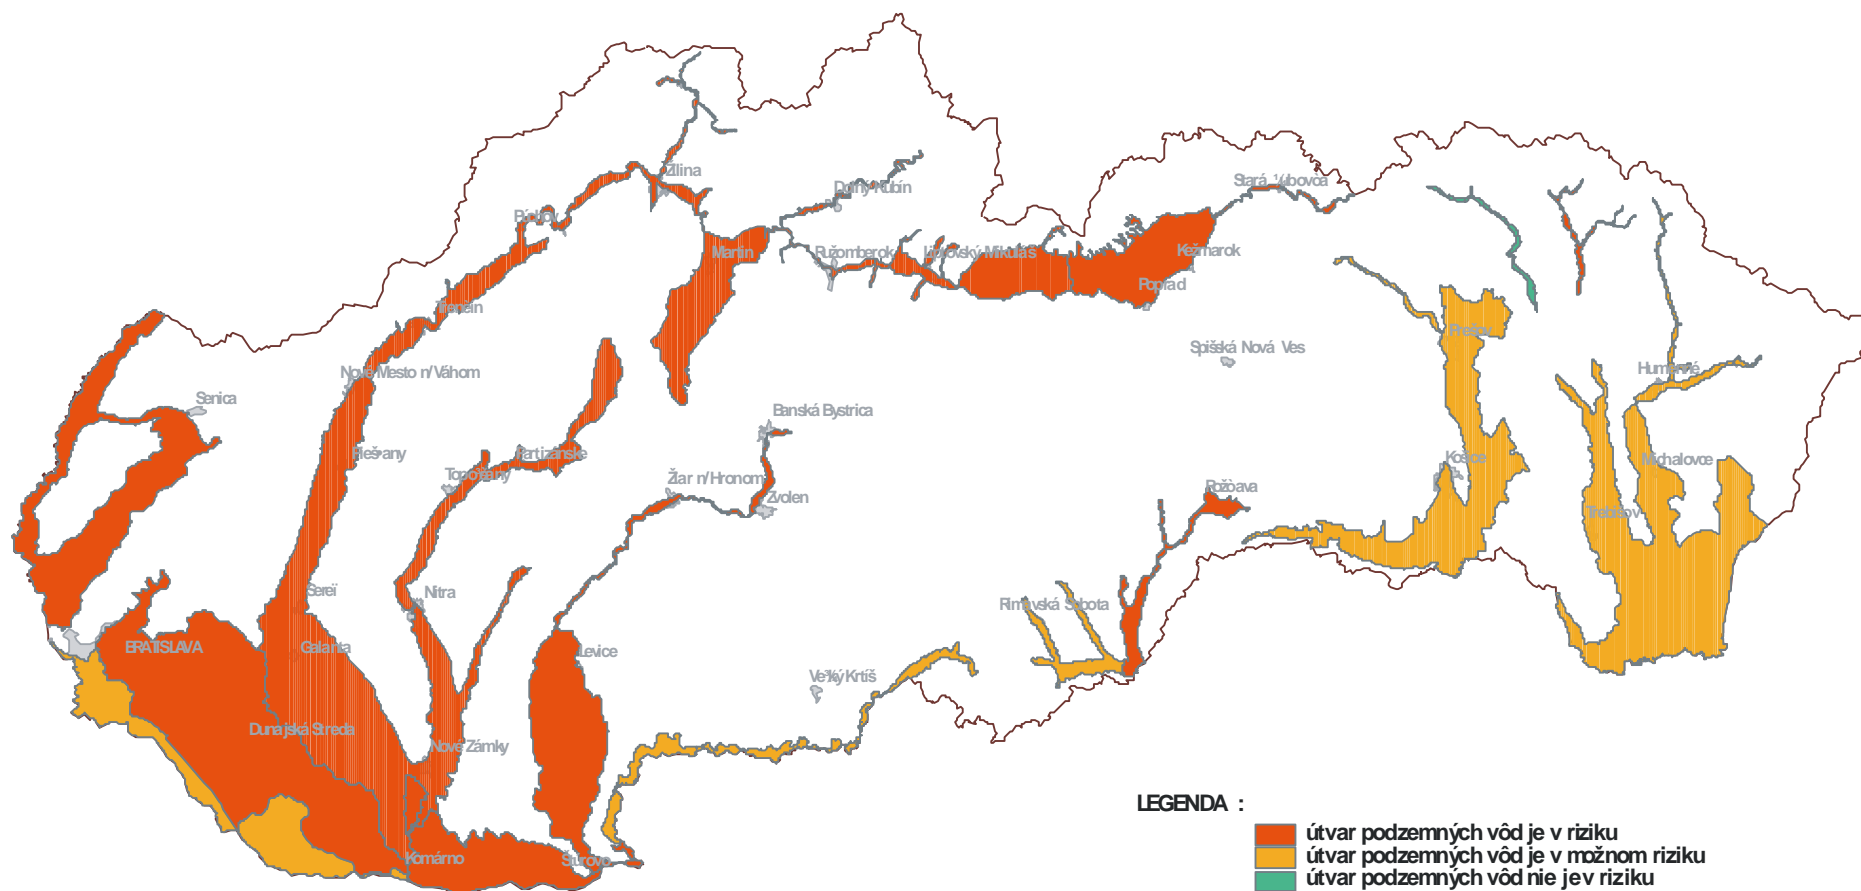 Žilina
Dolný Kubín
Stará Ľubovňa
Púchov
Martin
Ružomberok
Liptovský Mikuláš
Kežmarok
Poprad
Trenčín
Prešov
Spišská Nová Ves
Nové Mesto n/Váhom
Humenné
Senica
Banská Bystrica
Piešťany
Partizánske
Topoľčany
Košice
Michalovce
Žiar n/Hronom
Zvolen
Rožňava
Trebišov
Sereď
Nitra
Rimavská Sobota
BRATISLAVA
Galanta
Levice
Veľký Krtíš
Dunajská Streda
Nové Zámky
Komárno
Štúrovo
LEGENDA :
útvar podzemných vôd je v riziku
útvar podzemných vôd je v možnom riziku
útvar podzemných vôd nie je v riziku